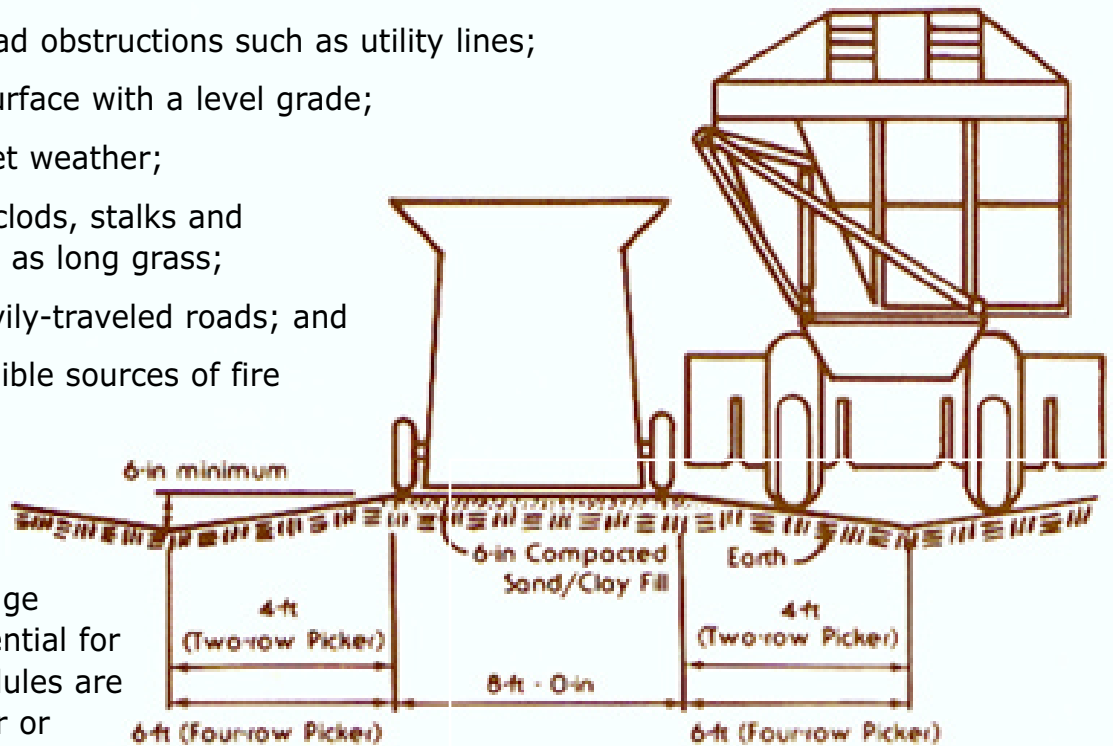 ad obstructions such as utility lines;
urface with a level grade;
et weather;
clods, stalks and
as long grass;
vily-traveled roads; and
ible sources of fire
6-in minimum
6-in Compacted
Sand/Clay Fill
Earth
ge
ential for
lules are
r or
4-ft
(Two-row Picker)
4-ft
(Two-row Picker)
8-ft - 0-in
6-ft (Four-row Picker)
6-ft (Four-row Picker)